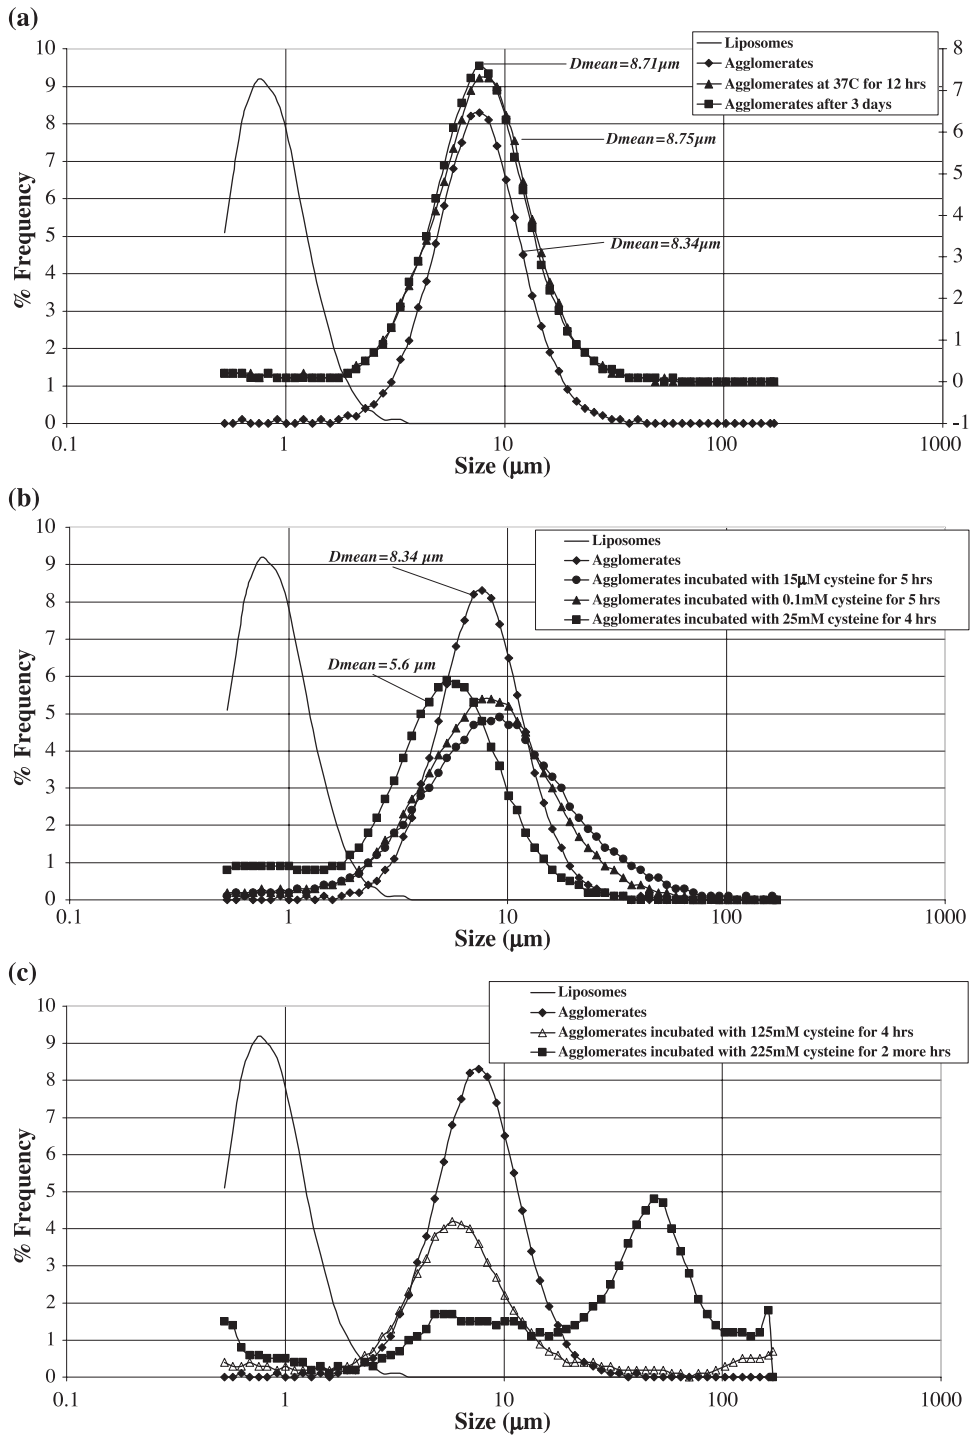 (a)
10
9
8
7
6
5
4
3
2
1
0
% Frequency
8
7
6
5
4
3
2
1
0
-1
Liposomes
Agglomerates
Agglomerates at 37C for 12 hrs
Agglomerates after 3 days
Dmean=8.71μm
Dmean=8.75μm
Dmean=8.34μm
0.1 1 10 100 1000
Size (μm)
(b)
10
9
8
7
6
5
4
3
2
1
0
% Frequency
Liposomes
Agglomerates
Agglomerates incubated with 15μM cysteine for 5 hrs
Agglomerates incubated with 0.1mM cysteine for 5 hrs
Agglomerates incubated with 25mM cysteine for 4 hrs
Dmean=8.34 μm
Dmean=5.6 μm
0.1 1 10 100 1000
Size (μm)
(c)
10
9
8
7
6
5
4
3
2
1
0
% Frequency
Liposomes
Agglomerates
Agglomerates incubated with 125mM cysteine for 4 hrs
Agglomerates incubated with 225mM cysteine for 2 more hrs
0.1 1 10 100 1000
Size (μm)